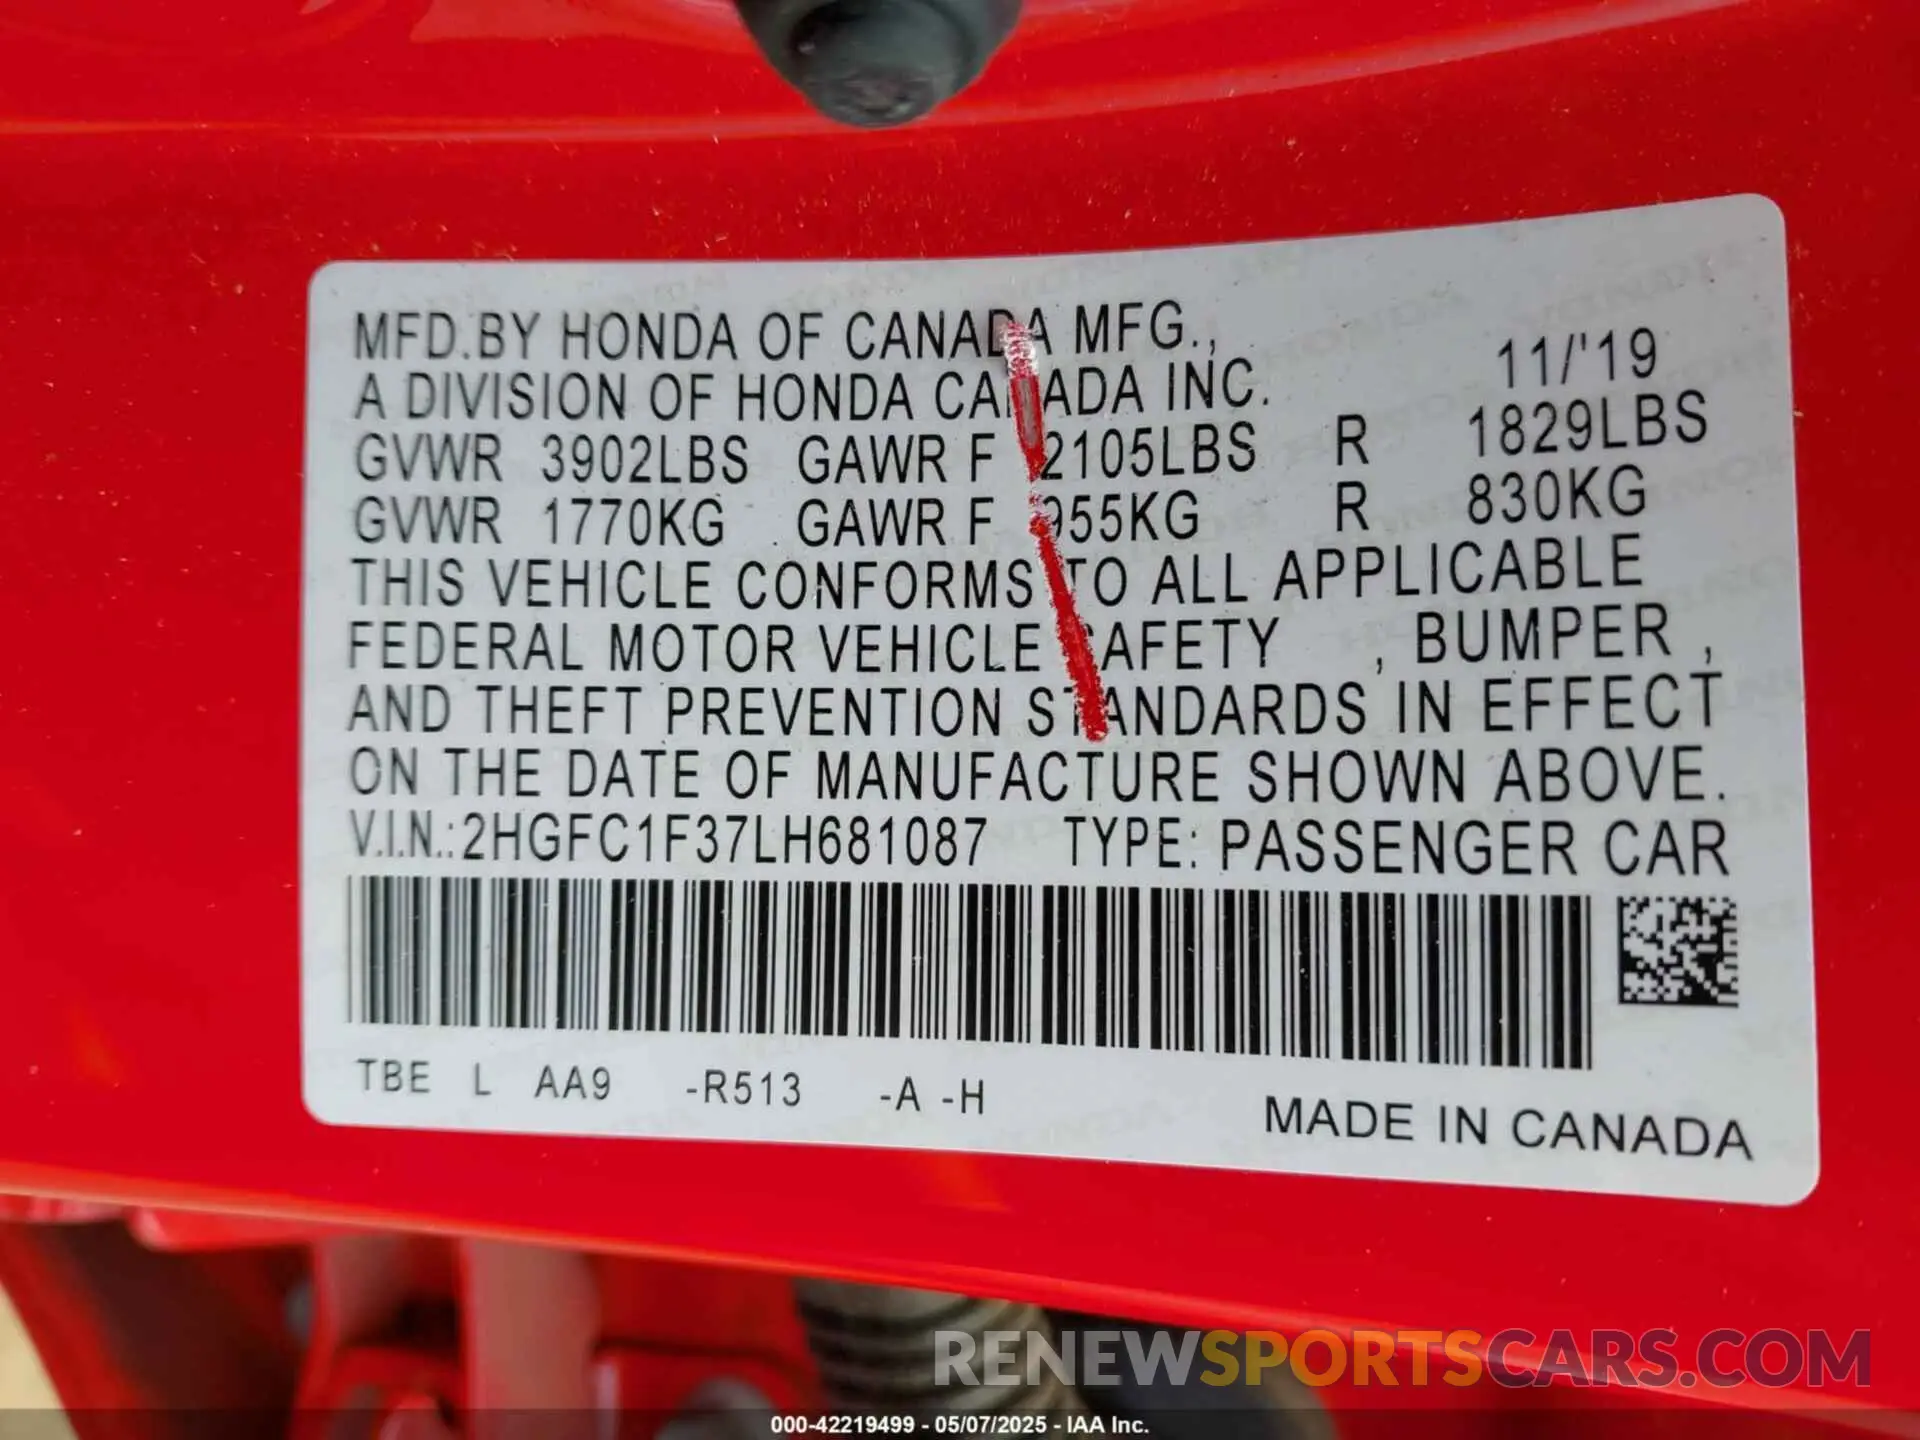 MFD.BY HONDA OF CANADA MFG.,
A DIVISION OF HONDA CANADA INC. 11/'19
GVWR 3902LBS GAWR F 2105LBS R 1829LBS
GVWR 1770KG GAWR F 955KG R 830KG
THIS VEHICLE CONFORMS TO ALL APPLICABLE
FEDERAL MOTOR VEHICLE SAFETY , BUMPER ,
AND THEFT PREVENTION STANDARDS IN EFFECT
ON THE DATE OF MANUFACTURE SHOWN ABOVE.
V.I.N.:2HGFC1F37LH681087 TYPE: PASSENGER CAR
TBE L AA9 -R513 -A -H
MADE IN CANADA
RENEWSPORTSCARS.COM
000-42219499 - 05/07/2025 - IAA Inc.